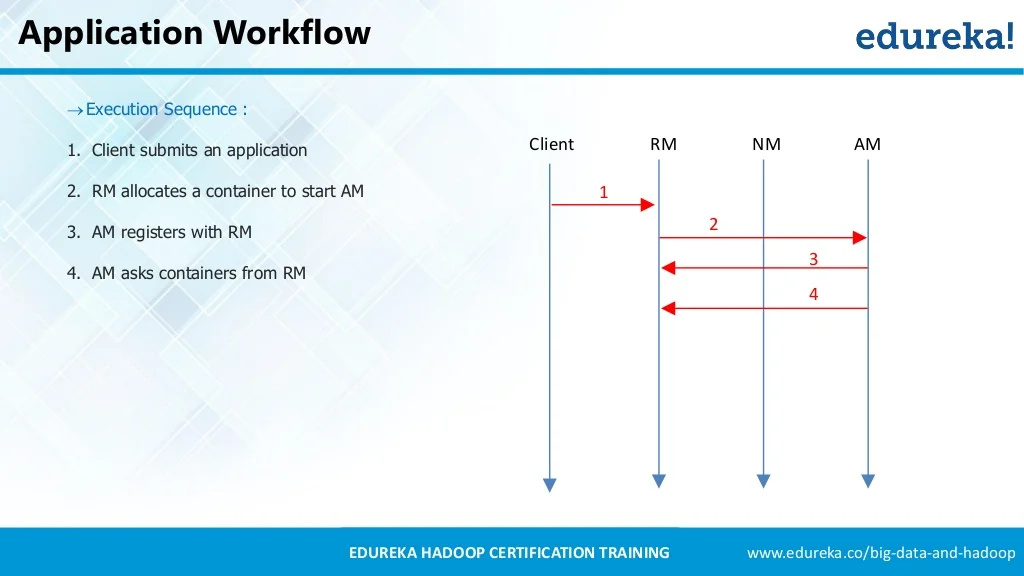 Application Workflow
edureka!
→Execution Sequence :
1. Client submits an application
2. RM allocates a container to start AM
3. AM registers with RM
4. AM asks containers from RM
Client RM NM AM
1
2
3
4
EDUREKA HADOOP CERTIFICATION TRAINING
www.edureka.co/big-data-and-hadoop